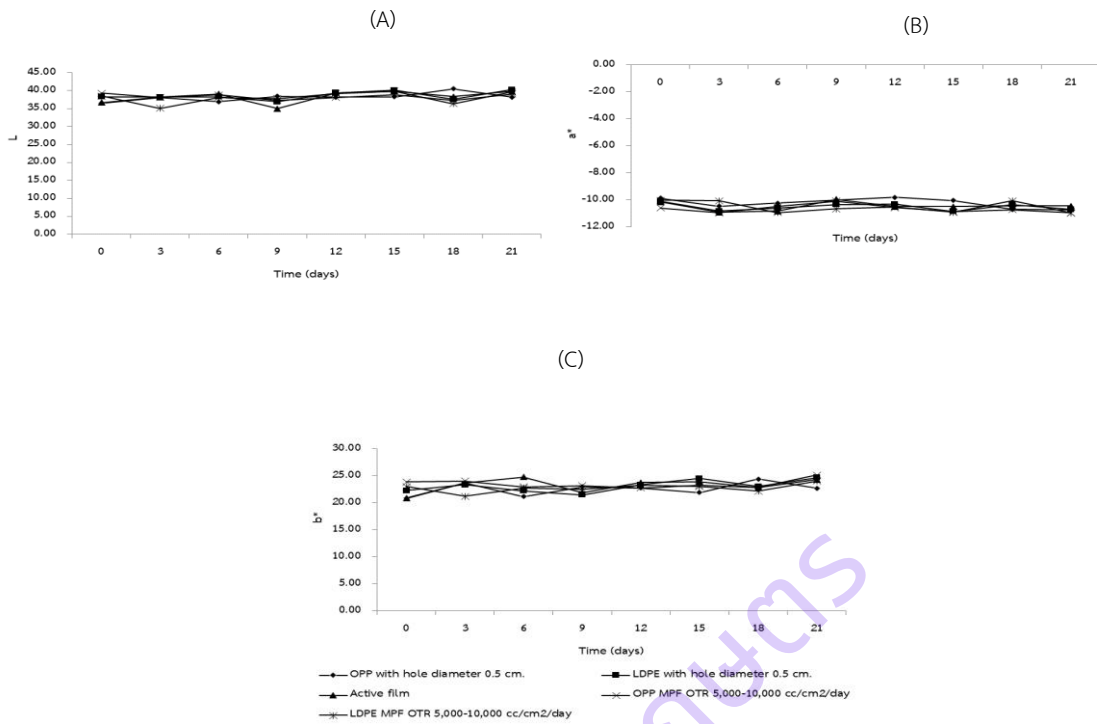 (A)
45.00
40.00
35.00
30.00
25.00
20.00
15.00
10.00
5.00
0.00
L
0 3 6 9 12 15 18 21
Time (days)
(B)
0.00
-2.00
-4.00
-6.00
-8.00
-10.00
-12.00
a*
0 3 6 9 12 15 18 21
Time (days)
(C)
30.00
25.00
20.00
15.00
10.00
5.00
0.00
b*
0 3 6 9 12 15 18 21
Time (days)
OPP with hole diameter 0.5 cm.
LDPE with hole diameter 0.5 cm.
Active film
OPP MPF OTR 5,000-10,000 cc/cm2/day
LDPE MPF OTR 5,000-10,000 cc/cm2/day